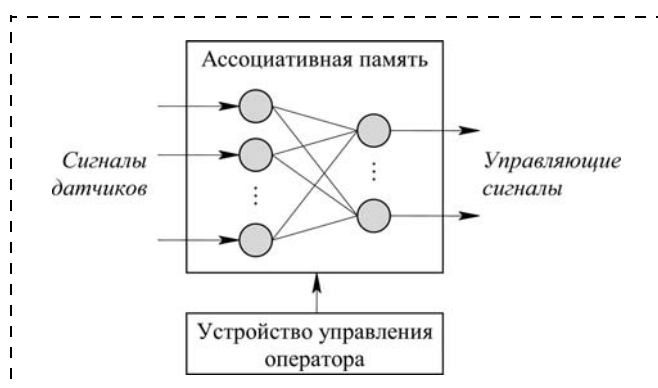 Ассоциативная память
Сигналы
датчиков
Управляющие
сигналы
Устройство управления
оператора